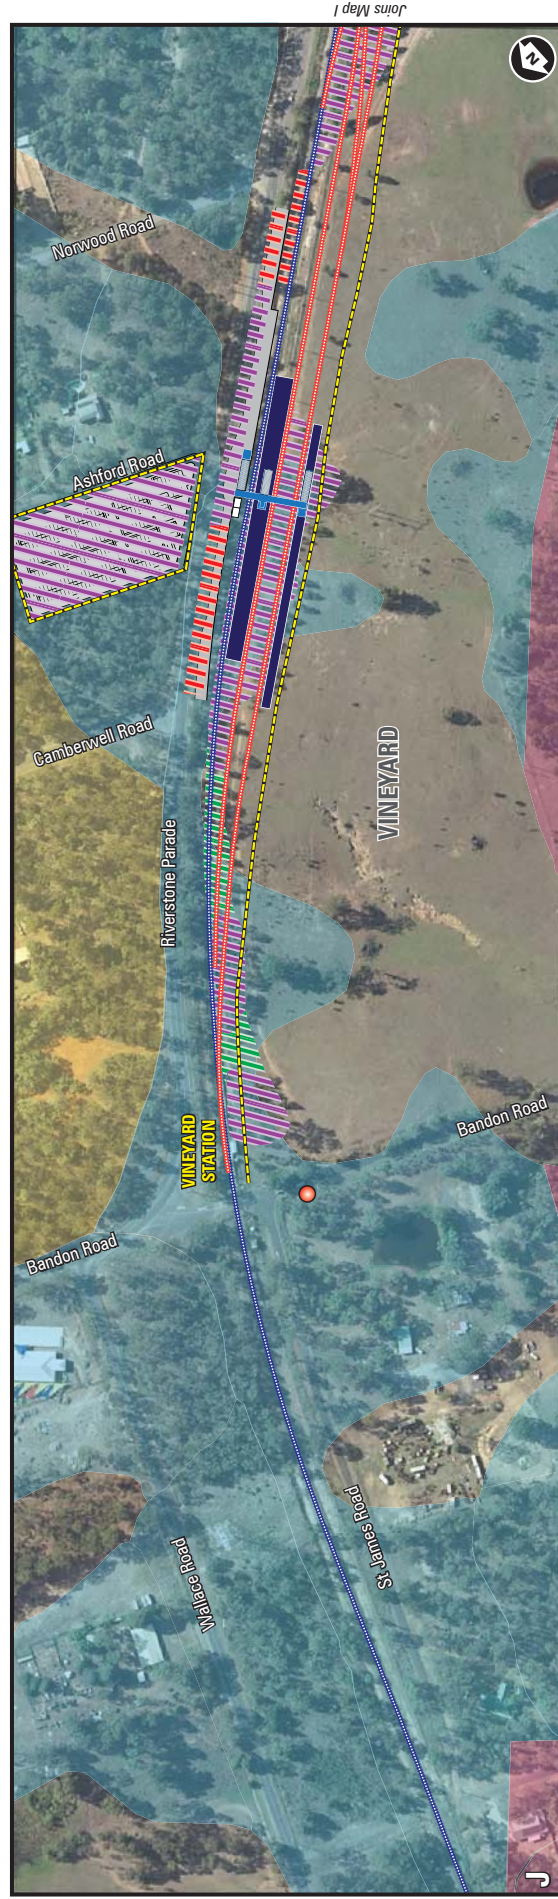 Joins Map I
N
Norwood Road
Ashford Road
Camberwell Road
Riverstone Parade
VINEYARD
VINEYARD
STATION
Bandon Road
Bandon Road
St James Road
Wallace Road
J